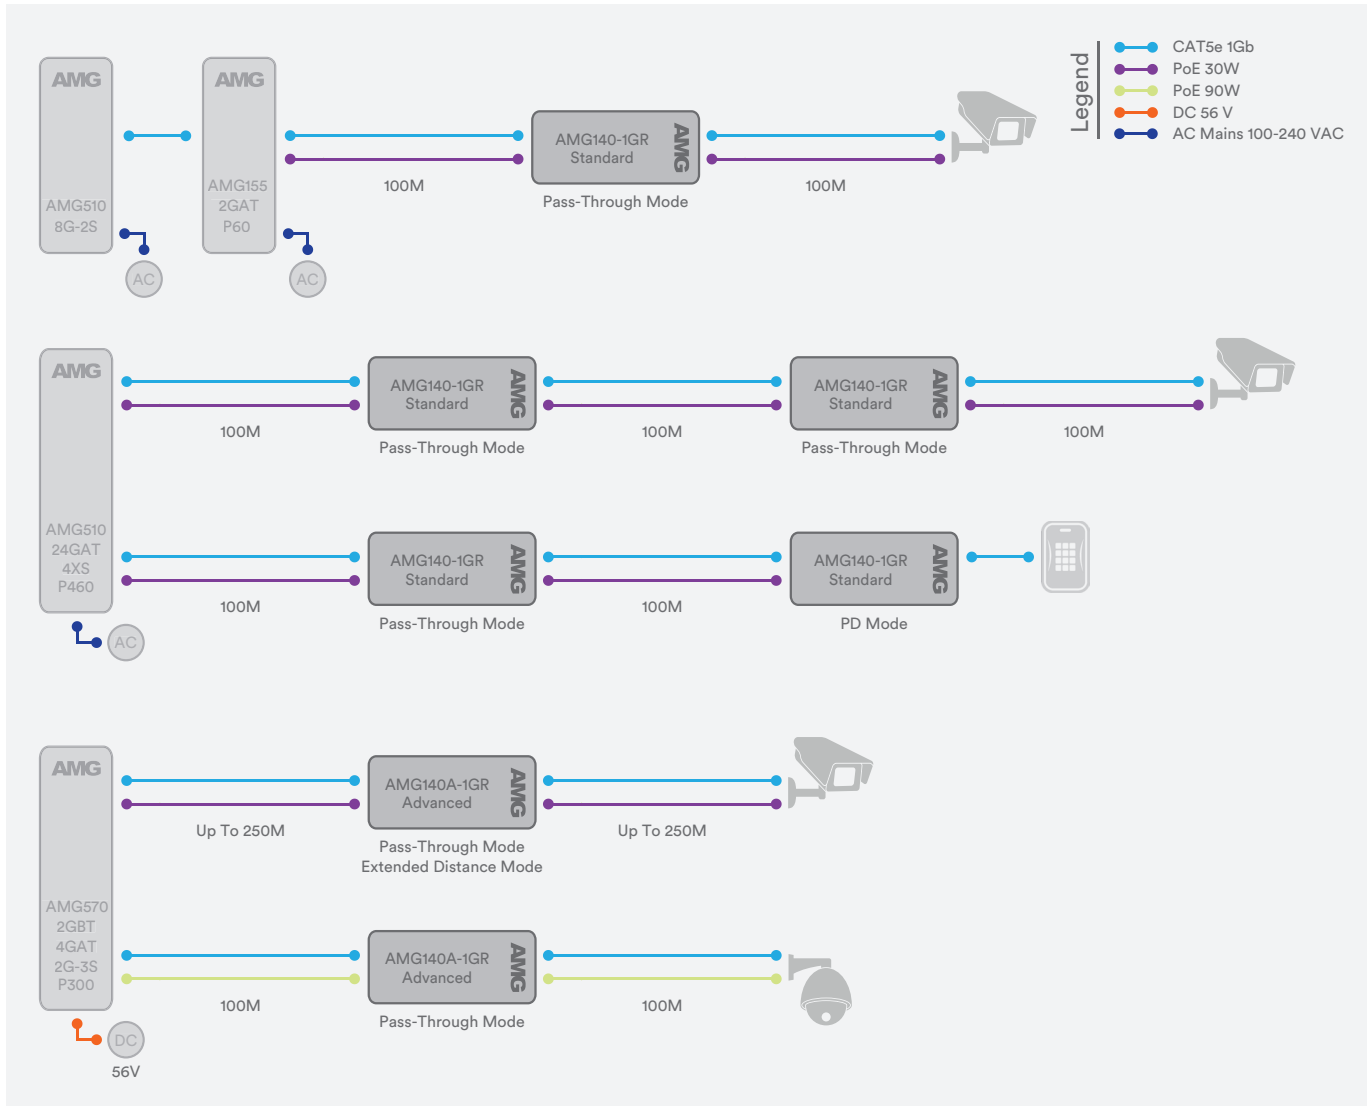 Legend
CAT5e 1Gb
PoE 30W
PoE 90W
DC 56 V
AC Mains 100-240 VAC
AMG
AMG510
8G-2S
AC
AMG
AMG155
2GAT
P60
AC
100M
AMG140-1GR
Standard
AMG
Pass-Through Mode
100M
AMG
AMG510
24GAT
4XS
P460
AC
100M
AMG140-1GR
Standard
AMG
Pass-Through Mode
100M
AMG140-1GR
Standard
AMG
Pass-Through Mode
100M
100M
AMG140-1GR
Standard
AMG
Pass-Through Mode
100M
AMG140-1GR
Standard
AMG
PD Mode
AMG
AMG570
2GBT
4GAT
2G-3S
P300
DC
56V
Up To 250M
AMG140A-1GR
Advanced
AMG
Pass-Through Mode
Extended Distance Mode
Up To 250M
100M
AMG140A-1GR
Advanced
AMG
Pass-Through Mode
100M